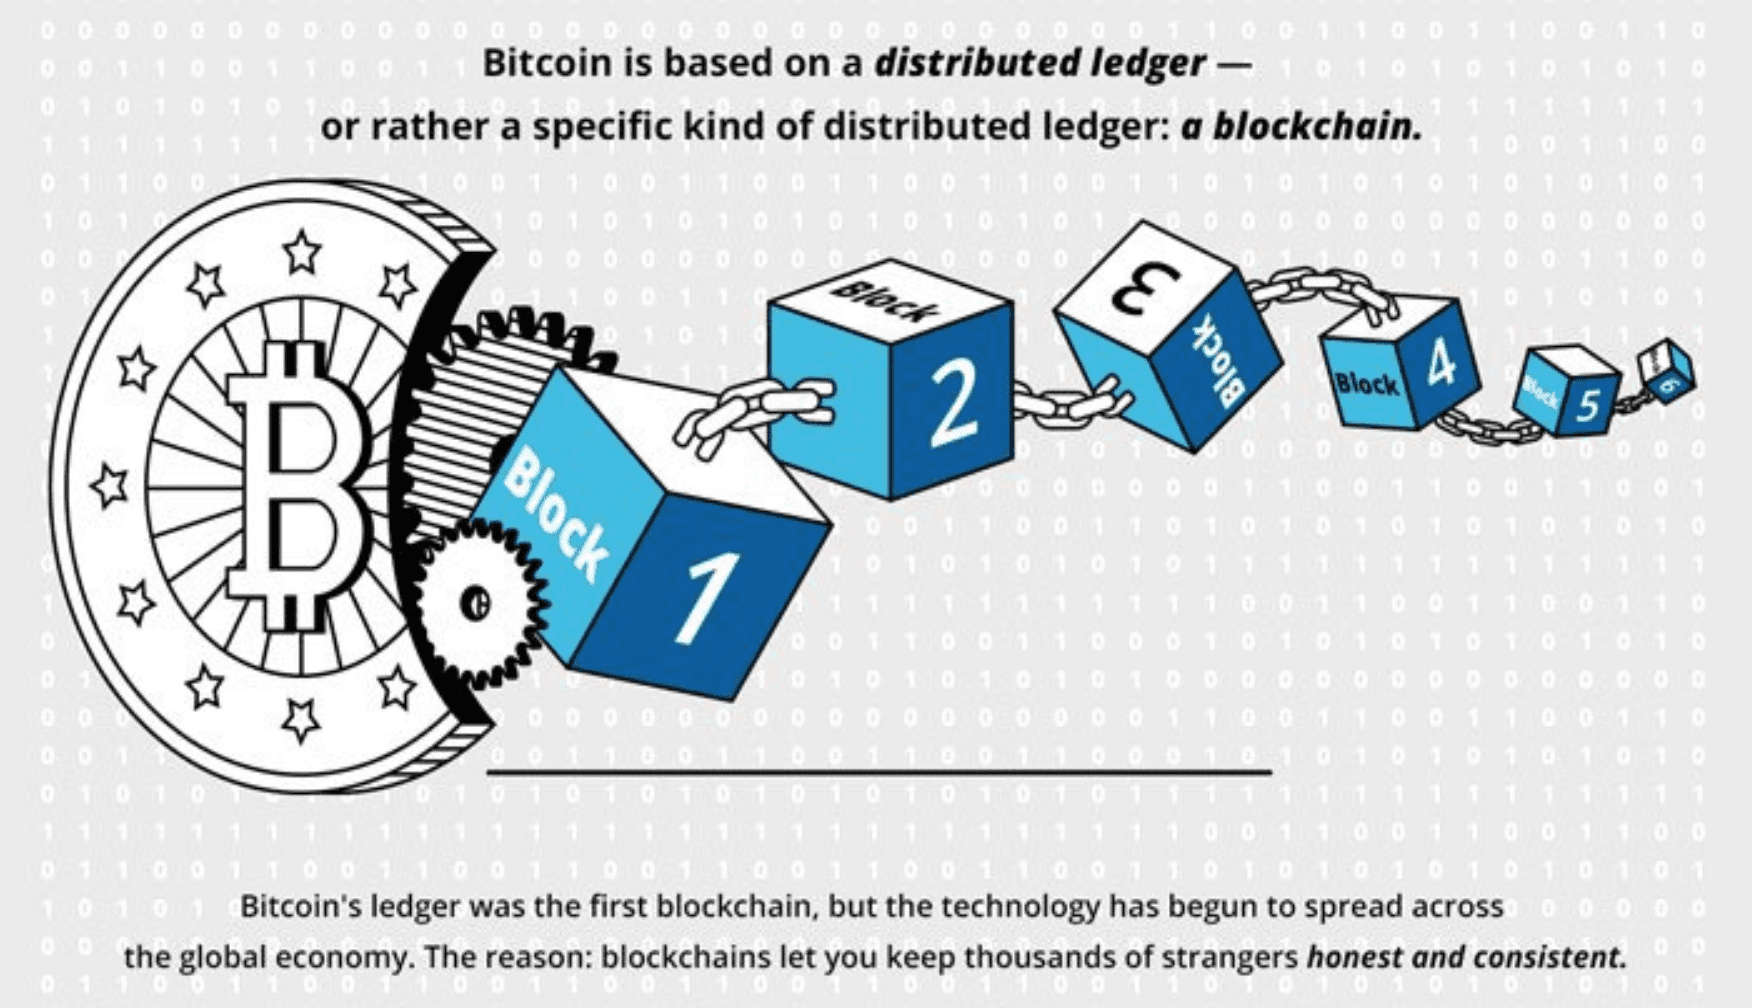 Bitcoin is based on a distributed ledger —
or rather a specific kind of distributed ledger: a blockchain.
Block
1
Block
2
3
Block
Block
4
Block
5
6
Bitcoin's ledger was the first blockchain, but the technology has begun to spread across
the global economy. The reason: blockchains let you keep thousands of strangers honest and consistent.